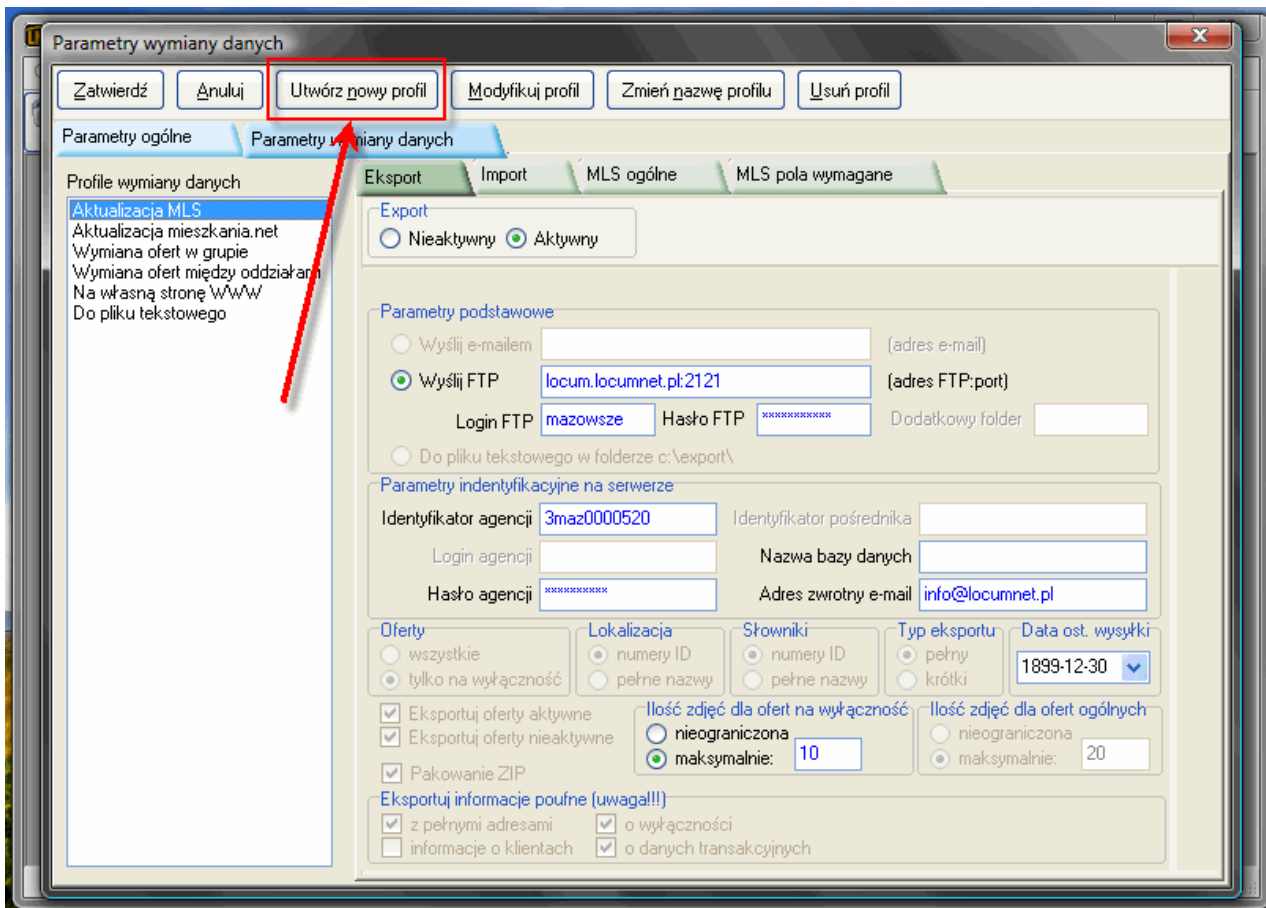 Parametry wymiany danych
Zatwierdź Anuluj Utwórz nowy profil Modyfikuj profil Zmień nazwę profilu Usuń profil
Parametry ogólne Parametry wymiany danych
Profile wymiany danych
Aktualizacja MLS
Aktualizacja mieszkania.net
Wymiana ofert w grupie
Wymiana ofert między oddziałami
Na własną stronę WWW
Do pliku tekstowego
Eksport Import MLS ogólne MLS pola wymagane
Export
Nieaktywny Aktywny
Parametry podstawowe
Wyślij e-mailem (adres e-mail)
Wyślij FTP locum.locumnet.pl:2121 (adres FTP:port)
Login FTP mazowsze Hasło FTP *********** Dodatkowy folder
Do pliku tekstowego w folderze c:\export\
Parametry indentyfikacyjne na serwerze
Identyfikator agencji 3maz0000520 Identyfikator pośrednika
Login agencji Nazwa bazy danych
Hasło agencji ********** Adres zwrotny e-mail info@locumnet.pl
Oferty Lokalizacja Słowniki Typ eksportu Data ost. wysyłki
wszystkie numery ID numery ID pełny 1899-12-30
tylko na wyłączność pełne nazwy pełne nazwy krótki
Eksportuj oferty aktywne Ilość zdjęć dla ofert na wyłączność Ilość zdjęć dla ofert ogólnych
Eksportuj oferty nieaktywne nieograniczona nieograniczona
maksymalnie: 10 maksymalnie: 20
Pakowanie ZIP
Eksportuj informacje poufne (uwaga!!!)
z pełnymi adresami o wyłączności
informacje o klientach o danych transakcyjnych